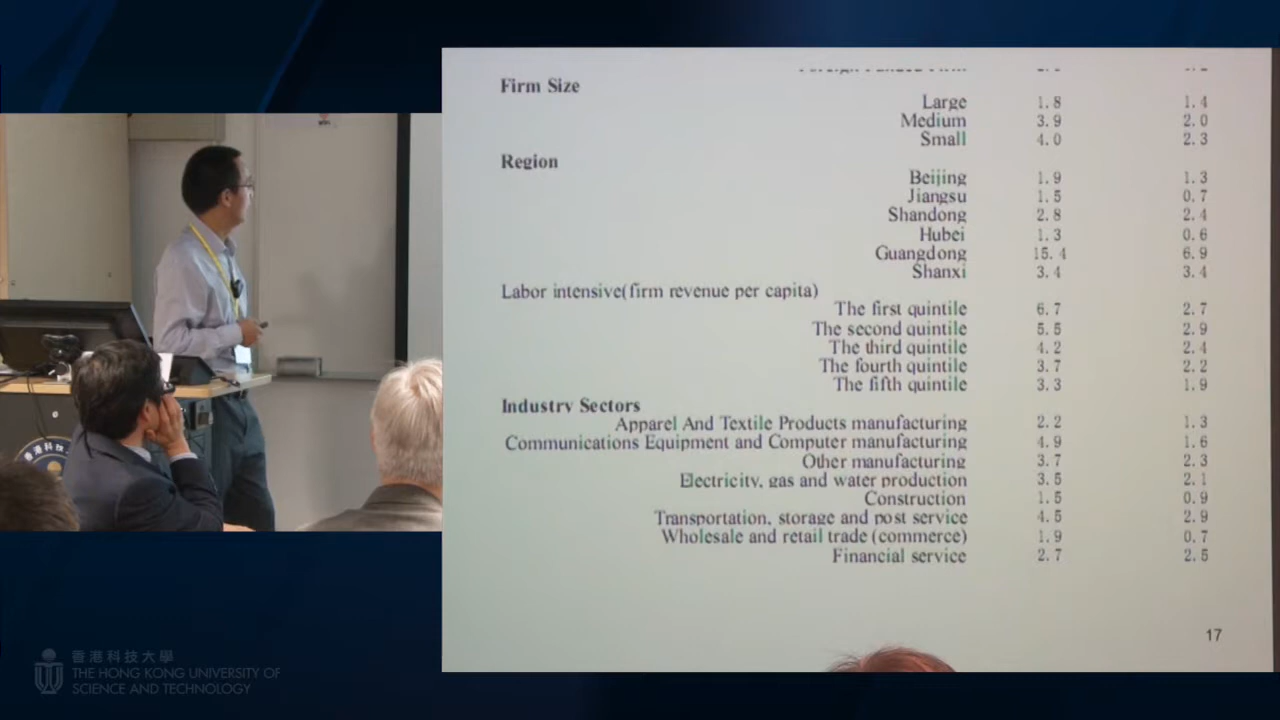 Firm Size
Large 1. 8 1. 4
Medium 3. 9 2. 0
Small 4. 0 2. 3
Region
Beijing 1. 9 1. 3
Jiangsu 1. 5 0. 7
Shandong 2. 8 2. 4
Hubei 1. 3 0. 6
Guangdong 15. 4 6. 9
Shanxi 3. 4 3. 4
Labor intensive(firm revenue per capita)
The first quintile 6. 7 2. 7
The second quintile 5. 5 2. 9
The third quintile 4. 2 2. 4
The fourth quintile 3. 7 2. 2
The fifth quintile 3. 3 1. 9
Industry Sectors
Apparel And Textile Products manufacturing 2. 2 1. 3
Communications Equipment and Computer manufacturing 4. 9 1. 6
Other manufacturing 3. 7 2. 3
Electricity, gas and water production 3. 5 2. 1
Construction 1. 5 0. 9
Transportation, storage and post service 4. 5 2. 9
Wholesale and retail trade (commerce) 1. 9 0. 7
Financial service 2. 7 2. 5
17
香港科技大學
THE HONG KONG UNIVERSITY OF
SCIENCE AND TECHNOLOGY